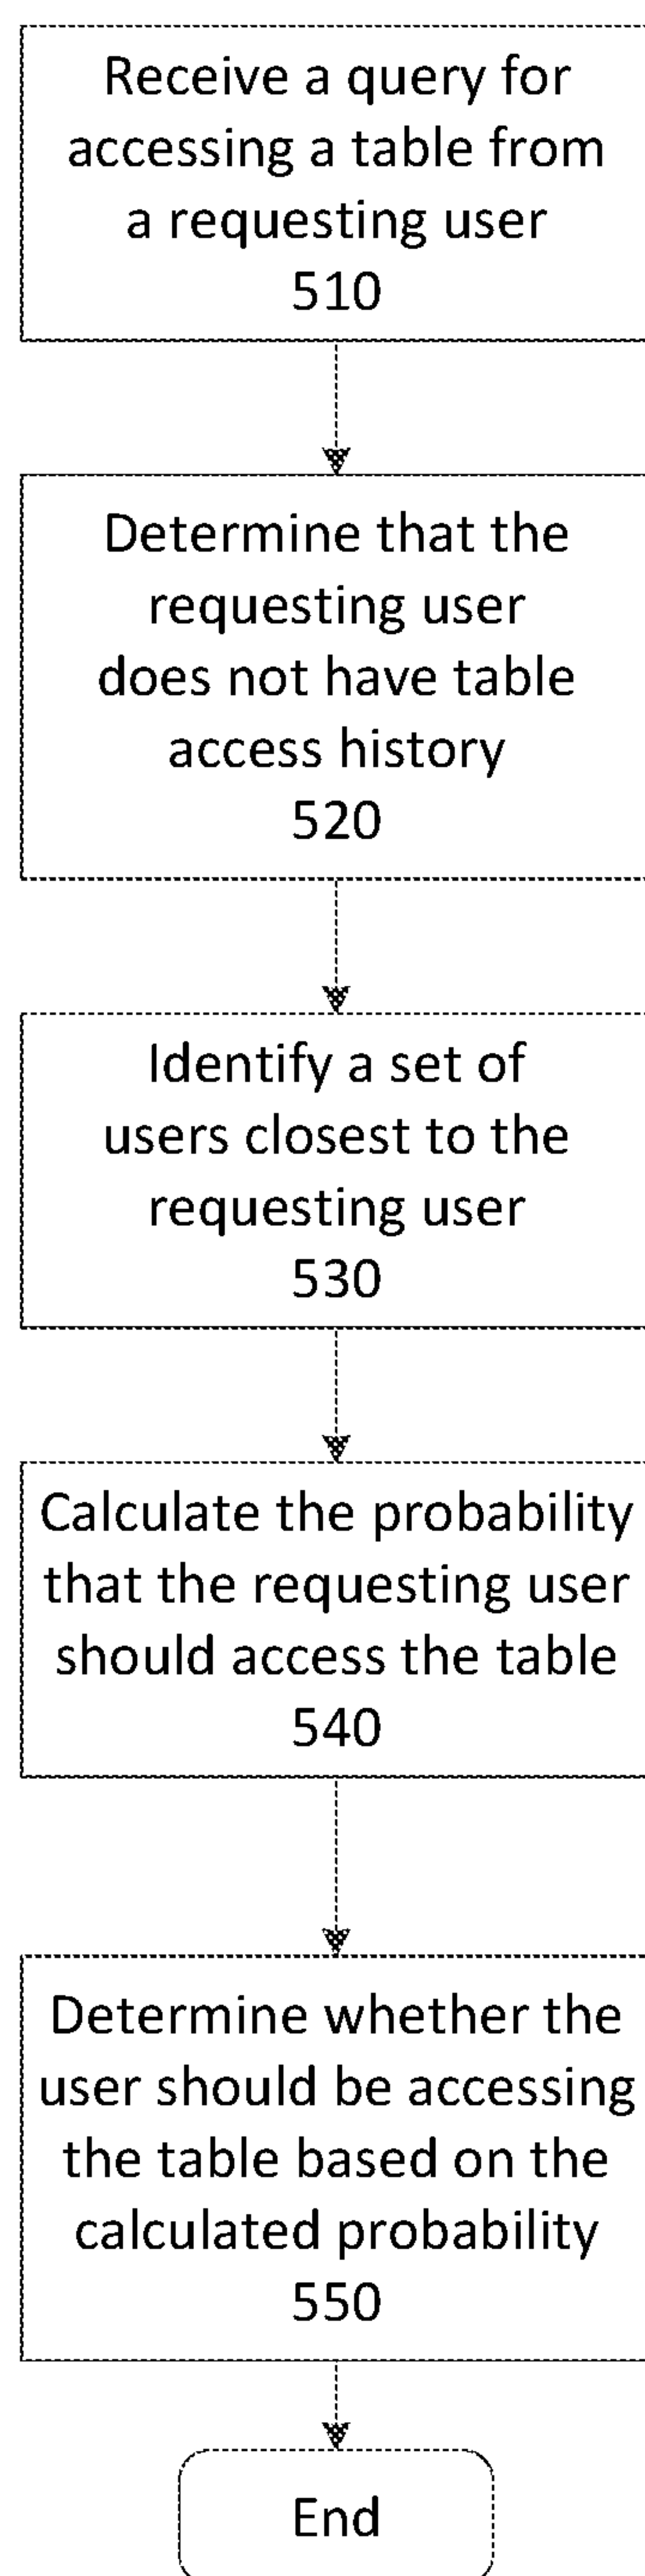 Receive a query for
accessing a table from
a requesting user
510
Determine that the
requesting user
does not have table
access history
520
Identify a set of
users closest to the
requesting user
530
Calculate the probability
that the requesting user
should access the table
540
Determine whether the
user should be accessing
the table based on the
calculated probability
550
End